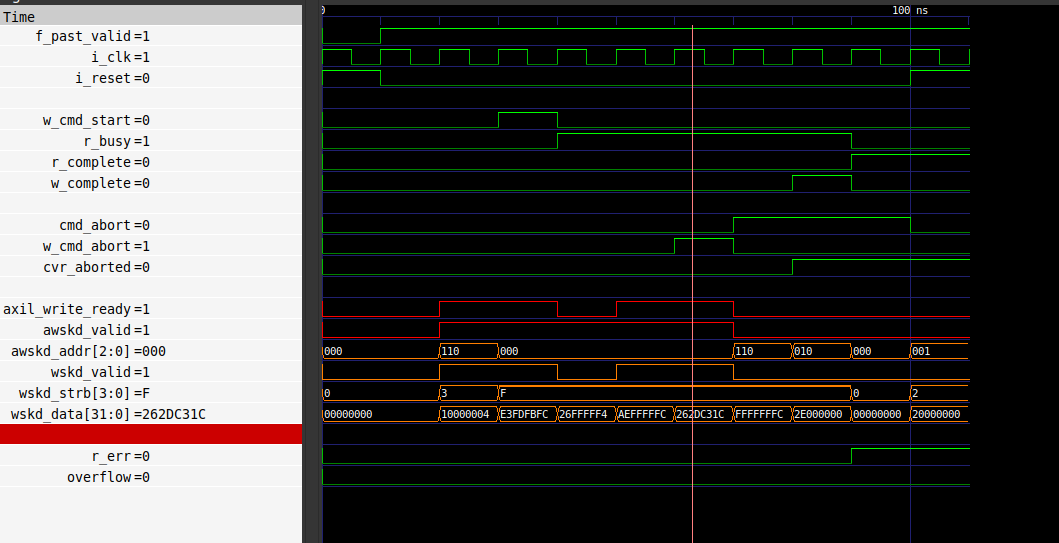 Time
0
100 ns
f_past_valid=1
i_clk=1
i_reset=0
w_cmd_start=0
r_busy=1
r_complete=0
w_complete=0
cmd_abort=0
w_cmd_abort=1
cvr_aborted=0
axil_write_ready=1
awskd_valid=1
awskd_addr[2:0]=000 000 110 000 110 010 000 001
wskd_valid=1
wskd_strb[3:0]=F 0 3 F 0 2
wskd_data[31:0]=262DC31C 00000000 10000004 E3FDFBFC 26FFFFF4 AEFFFFFC 262DC31C FFFFFFFC 2E000000 00000000 20000000
r_err=0
overflow=0